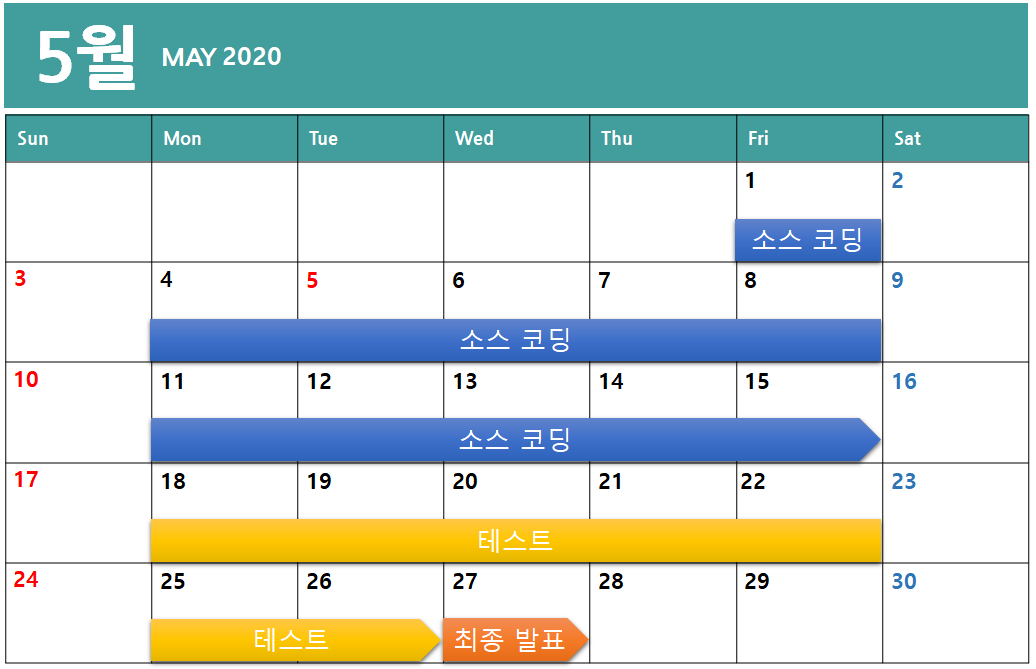 5월 MAY 2020
Sun Mon Tue Wed Thu Fri Sat
1 2
소스 코딩
3 4 5 6 7 8 9
소스 코딩
10 11 12 13 14 15 16
소스 코딩
17 18 19 20 21 22 23
테스트
24 25 26 27 28 29 30
테스트 최종 발표